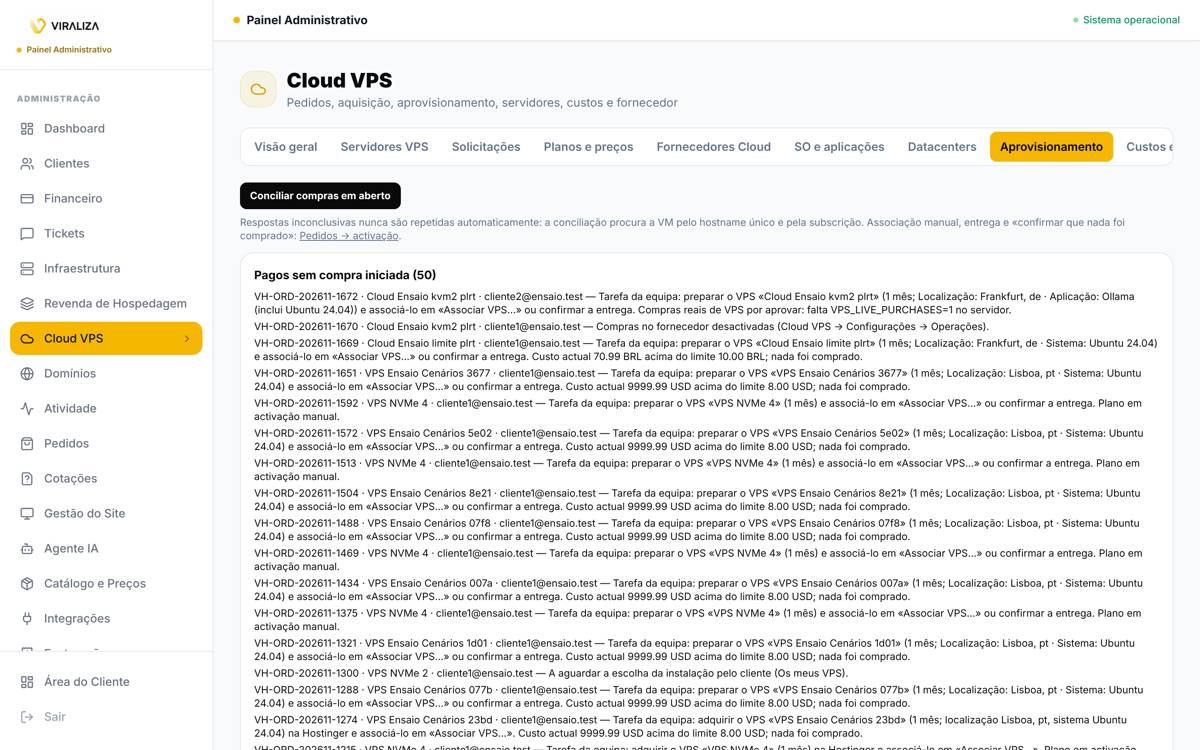 VIRALIZA
Painel Administrativo
ADMINISTRAÇÃO
Dashboard
Clientes
Financeiro
Tickets
Infraestrutura
Revenda de Hospedagem
Cloud VPS
Domínios
Atividade
Pedidos
Cotações
Gestão do Site
Agente IA
Catálogo e Preços
Integrações
Área do Cliente
Sair
Painel Administrativo
Sistema operacional
Cloud VPS
Pedidos, aquisição, aprovisionamento, servidores, custos e fornecedor
Visão geral
Servidores VPS
Solicitações
Planos e preços
Fornecedores Cloud
SO e aplicações
Datacenters
Aprovisionamento
Custos e
Conciliar compras em aberto
Respostas inconclusivas nunca são repetidas automaticamente: a conciliação procura a VM pelo hostname único e pela subscrição. Associação manual, entrega e «confirmar que nada foi
comprado»: Pedidos → activação.
Pagos sem compra iniciada (50)
VH-ORD-202611-1672 · Cloud Ensaio kvm2 plrt · cliente2@ensaio.test — Tarefa da equipa: preparar o VPS «Cloud Ensaio kvm2 plrt» (1 mês; Localização: Frankfurt, de · Aplicação: Ollama
(inclui Ubuntu 24.04)) e associá-lo em «Associar VPS…» ou confirmar a entrega. Compras reais de VPS por aprovar: falta VPS_LIVE_PURCHASES=1 no servidor.
VH-ORD-202611-1670 · Cloud Ensaio kvm2 plrt · cliente1@ensaio.test — Compras no fornecedor desactivadas (Cloud VPS → Configurações → Operações).
VH-ORD-202611-1669 · Cloud Ensaio limite plrt · cliente1@ensaio.test — Tarefa da equipa: preparar o VPS «Cloud Ensaio limite plrt» (1 mês; Localização: Frankfurt, de · Sistema: Ubuntu 24.04)
e associá-lo em «Associar VPS…» ou confirmar a entrega. Custo actual 70.99 BRL acima do limite 10.00 BRL; nada foi comprado.
VH-ORD-202611-1651 · VPS Ensaio Cenários 3677 · cliente1@ensaio.test — Tarefa da equipa: preparar o VPS «VPS Ensaio Cenários 3677» (1 mês; Localização: Lisboa, pt · Sistema: Ubuntu
24.04) e associá-lo em «Associar VPS…» ou confirmar a entrega. Custo actual 9999.99 USD acima do limite 8.00 USD; nada foi comprado.
VH-ORD-202611-1592 · VPS NVMe 4 · cliente1@ensaio.test — Tarefa da equipa: preparar o VPS «VPS NVMe 4» (1 mês) e associá-lo em «Associar VPS…» ou confirmar a entrega. Plano em
activação manual.
VH-ORD-202611-1572 · VPS Ensaio Cenários 5e02 · cliente1@ensaio.test — Tarefa da equipa: preparar o VPS «VPS Ensaio Cenários 5e02» (1 mês; Localização: Lisboa, pt · Sistema: Ubuntu
24.04) e associá-lo em «Associar VPS…» ou confirmar a entrega. Custo actual 9999.99 USD acima do limite 8.00 USD; nada foi comprado.
VH-ORD-202611-1513 · VPS NVMe 4 · cliente1@ensaio.test — Tarefa da equipa: preparar o VPS «VPS NVMe 4» (1 mês) e associá-lo em «Associar VPS…» ou confirmar a entrega. Plano em
activação manual.
VH-ORD-202611-1504 · VPS Ensaio Cenários 8e21 · cliente1@ensaio.test — Tarefa da equipa: preparar o VPS «VPS Ensaio Cenários 8e21» (1 mês; Localização: Lisboa, pt · Sistema: Ubuntu
24.04) e associá-lo em «Associar VPS…» ou confirmar a entrega. Custo actual 9999.99 USD acima do limite 8.00 USD; nada foi comprado.
VH-ORD-202611-1488 · VPS Ensaio Cenários 07f8 · cliente1@ensaio.test — Tarefa da equipa: preparar o VPS «VPS Ensaio Cenários 07f8» (1 mês; Localização: Lisboa, pt · Sistema: Ubuntu
24.04) e associá-lo em «Associar VPS…» ou confirmar a entrega. Custo actual 9999.99 USD acima do limite 8.00 USD; nada foi comprado.
VH-ORD-202611-1469 · VPS NVMe 4 · cliente1@ensaio.test — Tarefa da equipa: preparar o VPS «VPS NVMe 4» (1 mês) e associá-lo em «Associar VPS…» ou confirmar a entrega. Plano em
activação manual.
VH-ORD-202611-1434 · VPS Ensaio Cenários 007a · cliente1@ensaio.test — Tarefa da equipa: preparar o VPS «VPS Ensaio Cenários 007a» (1 mês; Localização: Lisboa, pt · Sistema: Ubuntu
24.04) e associá-lo em «Associar VPS…» ou confirmar a entrega. Custo actual 9999.99 USD acima do limite 8.00 USD; nada foi comprado.
VH-ORD-202611-1375 · VPS NVMe 4 · cliente1@ensaio.test — Tarefa da equipa: preparar o VPS «VPS NVMe 4» (1 mês) e associá-lo em «Associar VPS…» ou confirmar a entrega. Plano em
activação manual.
VH-ORD-202611-1321 · VPS Ensaio Cenários 1d01 · cliente1@ensaio.test — Tarefa da equipa: preparar o VPS «VPS Ensaio Cenários 1d01» (1 mês; Localização: Lisboa, pt · Sistema: Ubuntu
24.04) e associá-lo em «Associar VPS…» ou confirmar a entrega. Custo actual 9999.99 USD acima do limite 8.00 USD; nada foi comprado.
VH-ORD-202611-1300 · VPS NVMe 2 · cliente1@ensaio.test — A aguardar a escolha da instalação pelo cliente (Os meus VPS).
VH-ORD-202611-1288 · VPS Ensaio Cenários 077b · cliente1@ensaio.test — Tarefa da equipa: preparar o VPS «VPS Ensaio Cenários 077b» (1 mês; Localização: Lisboa, pt · Sistema: Ubuntu
24.04) e associá-lo em «Associar VPS…» ou confirmar a entrega. Custo actual 9999.99 USD acima do limite 8.00 USD; nada foi comprado.
VH-ORD-202611-1274 · VPS Ensaio Cenários 23bd · cliente1@ensaio.test — Tarefa da equipa: adquirir o VPS «VPS Ensaio Cenários 23bd» (1 mês; localização Lisboa, pt, sistema Ubuntu
24.04) na Hostinger e associá-lo em «Associar VPS…». Custo actual 9999.99 USD acima do limite 8.00 USD; nada foi comprado.
VH-ORD-202611-1215 · VPS NVMe 4 · cliente1@ensaio.test — Tarefa da equipa: adquirir o VPS «VPS NVMe 4» (1 mês) na Hostinger e associá-lo em «Associar VPS…». Plano em activação